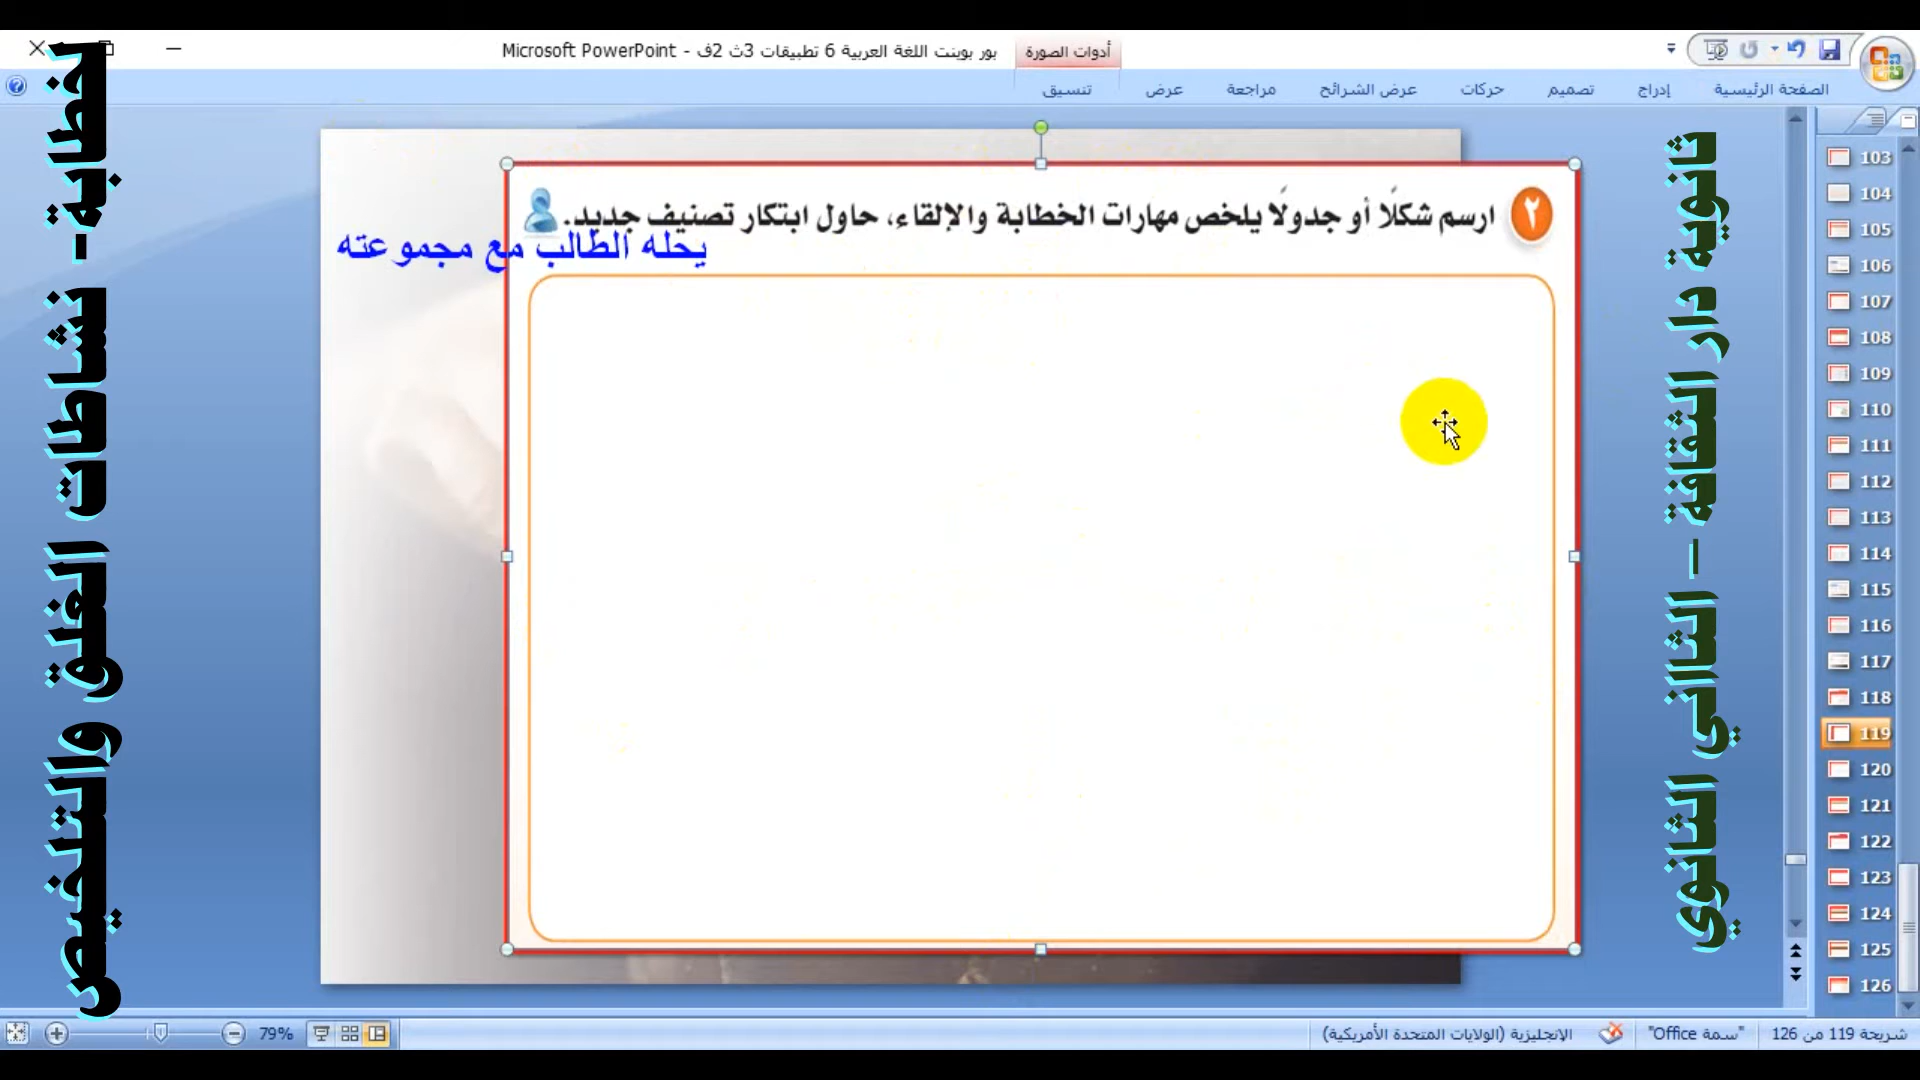 بور بوينت اللغة العربية 6 تطبيقات 3ث 2ف - Microsoft PowerPoint
أدوات الصورة
الصفحة الرئيسية
إدراج
تصميم
حركات
عرض الشرائح
مراجعة
عرض
تنسيق
٢ ارسم شكلًا أو جدولًا يلخص مهارات الخطابة والإلقاء، حاول ابتكار تصنيف جديد.
يحله الطالب مع مجموعته
ثانوية دار الثقافة – الثاني الثانوي
الخطابة- نشاطات الغلق والتلخيص
103
104
105
106
107
108
109
110
111
112
113
114
115
116
117
118
119
120
121
122
123
124
125
126
شريحة 119 من 126
"سمة Office"
الإنجليزية (الولايات المتحدة الأمريكية)
79%